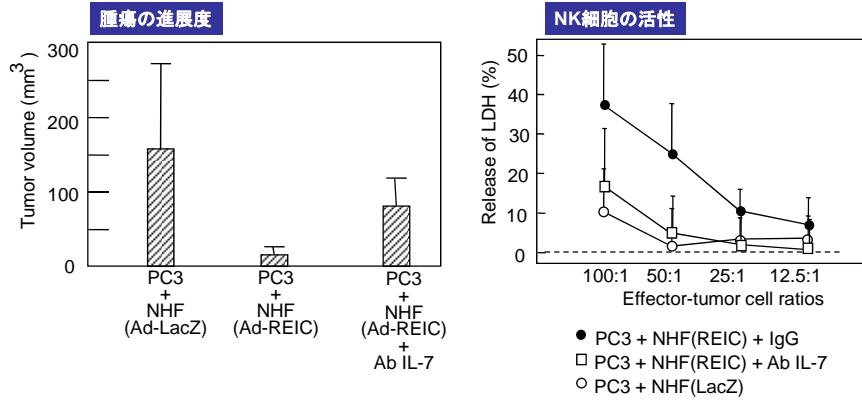 腫瘍の進展度
Tumor volume (mm3)
300
200
100
0
PC3
+
NHF
(Ad-LacZ)
PC3
+
NHF
(Ad-REIC)
PC3
+
NHF
(Ad-REIC)
+
Ab IL-7
NK細胞の活性
Release of LDH (%)
50
40
30
20
10
0
100:1 50:1 25:1 12.5:1
Effector-tumor cell ratios
PC3 + NHF(REIC) + IgG
PC3 + NHF(REIC) + Ab IL-7
PC3 + NHF(LacZ)